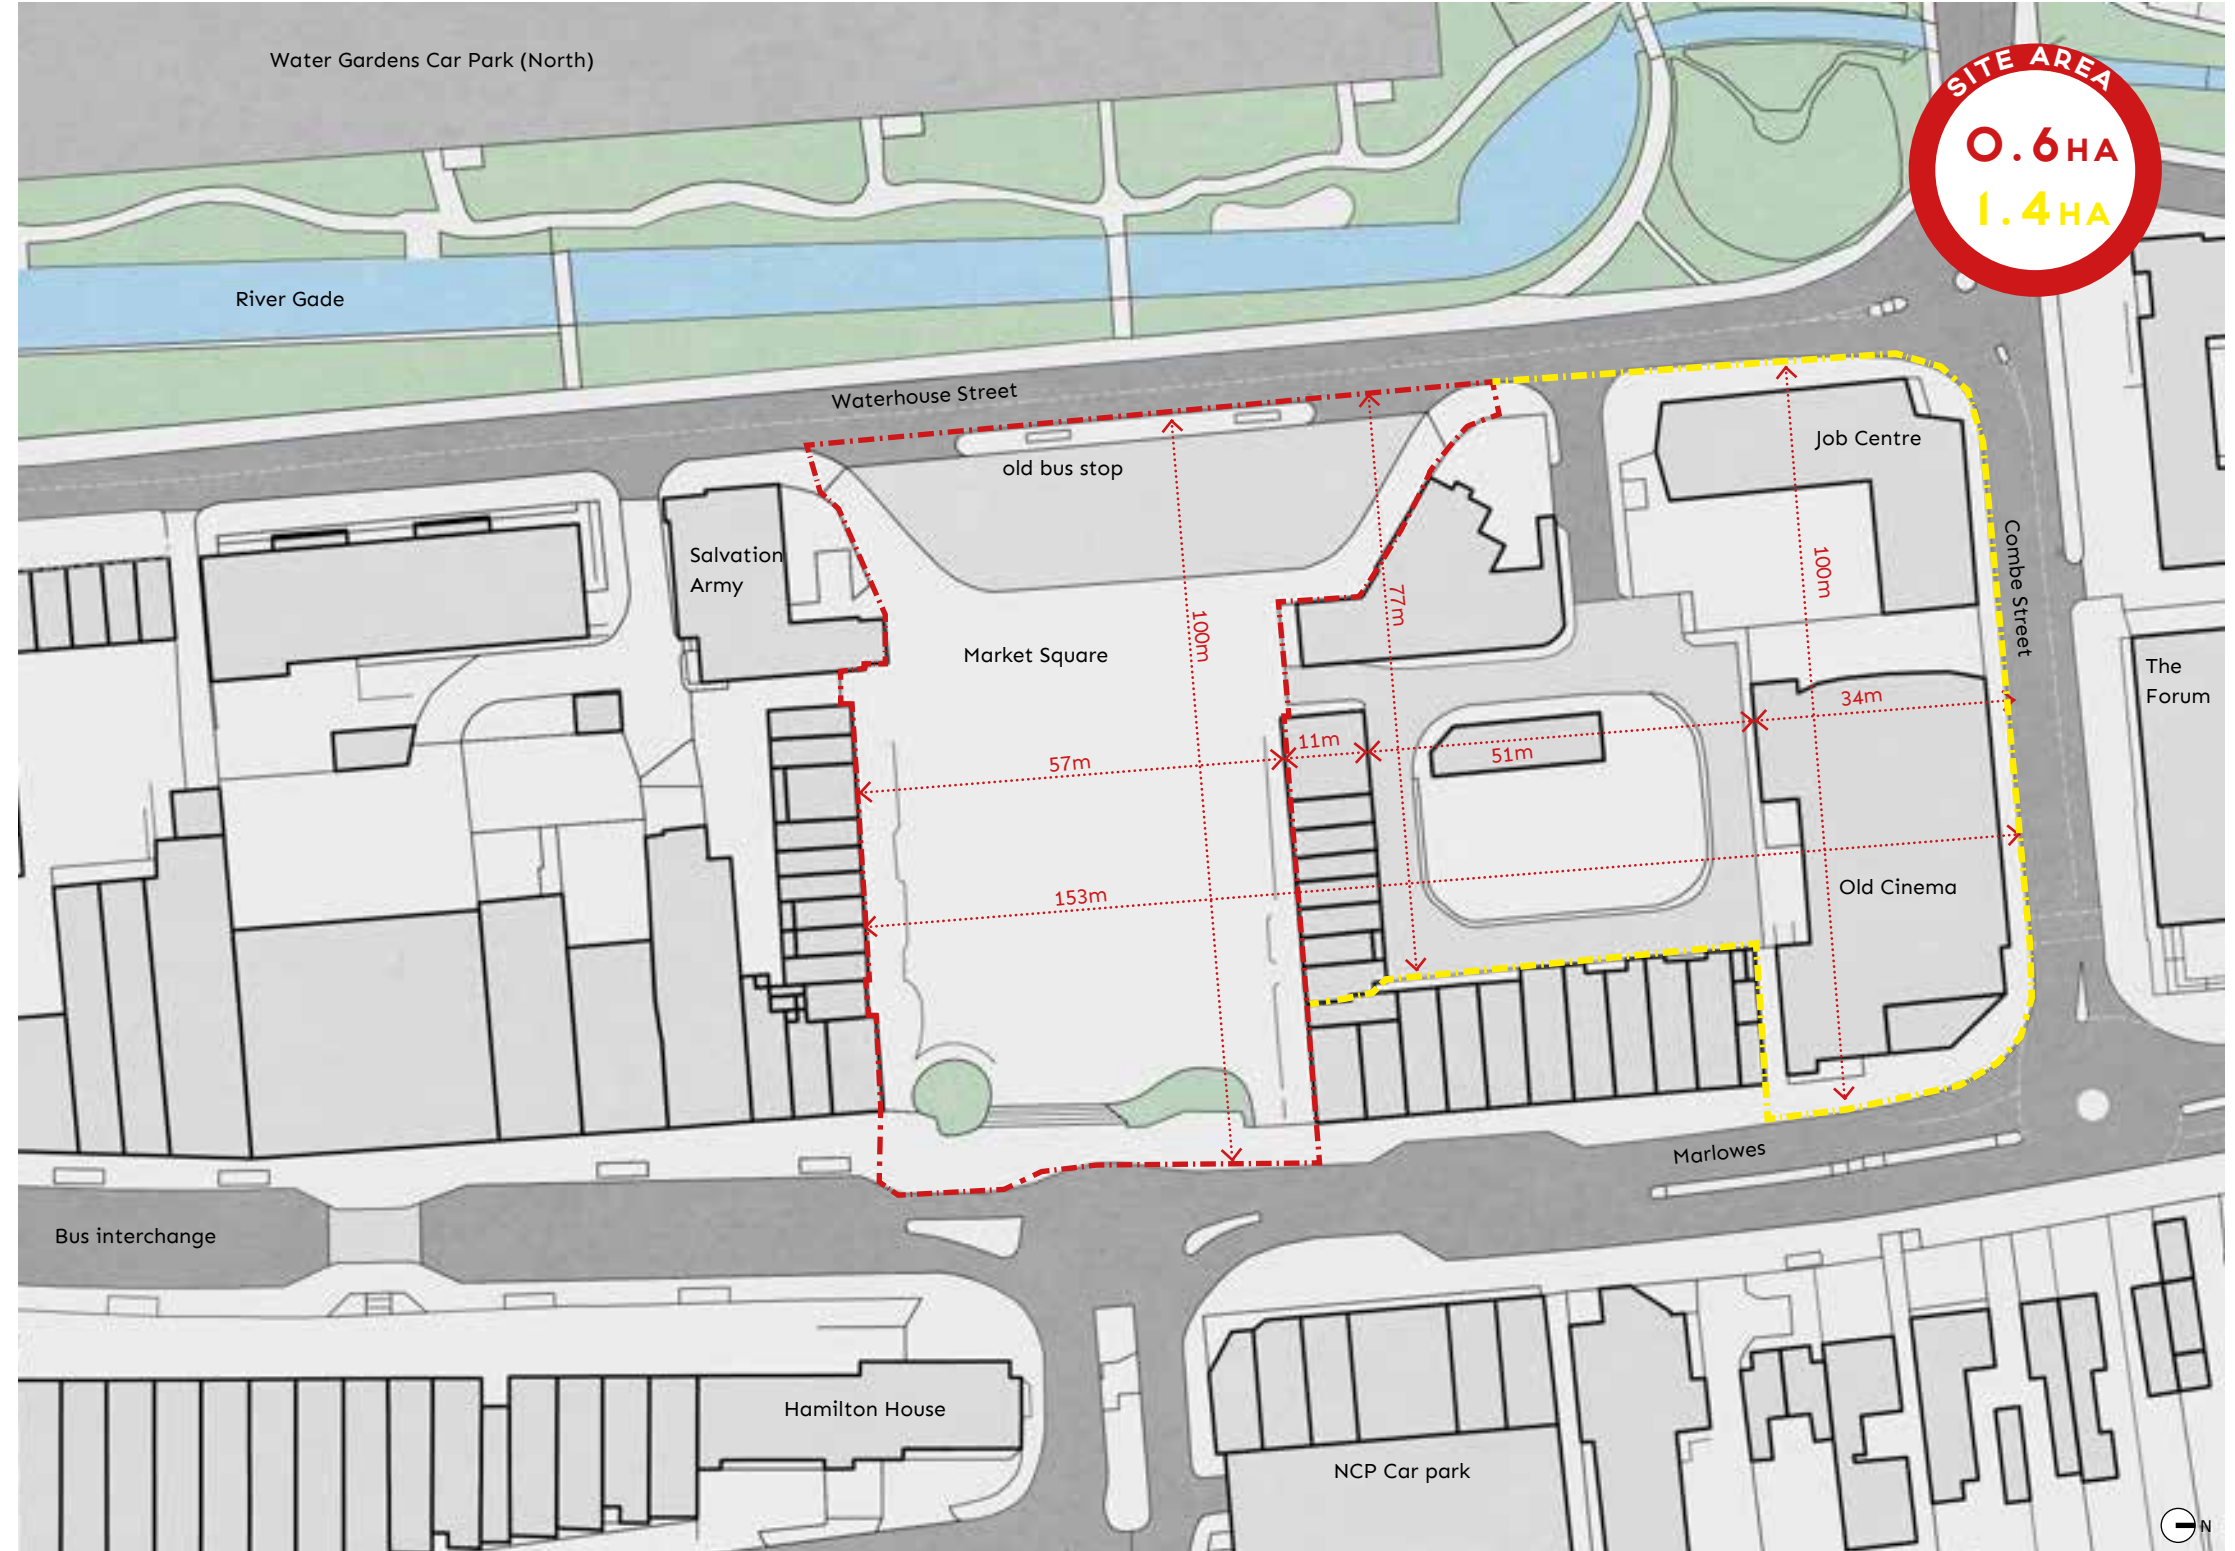 Water Gardens Car Park (North)
SITE AREA
0.6HA
1.4HA
River Gade
Waterhouse Street
old bus stop
Job Centre
Salvation
Army
Combe Street
100m
77m
100m
Market Square
The
Forum
34m
11m
51m
57m
Old Cinema
153m
Marlowes
Bus interchange
Hamilton House
NCP Car park
N